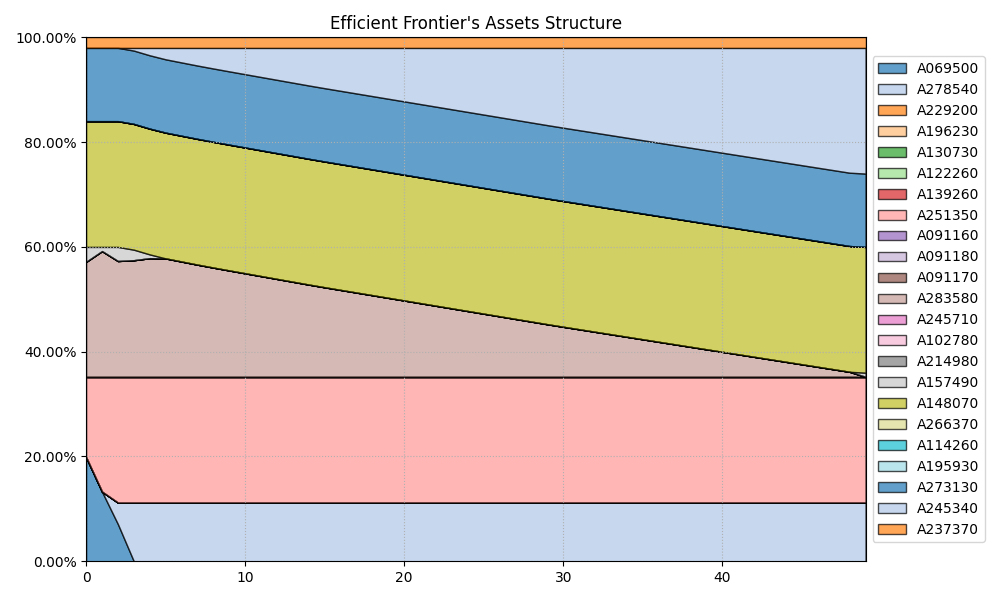 Efficient Frontier's Assets Structure
100.00%
80.00%
60.00%
40.00%
20.00%
0.00%
0
10
20
30
40
A069500
A278540
A229200
A196230
A130730
A122260
A139260
A251350
A091160
A091180
A091170
A283580
A245710
A102780
A214980
A157490
A148070
A266370
A114260
A195930
A273130
A245340
A237370